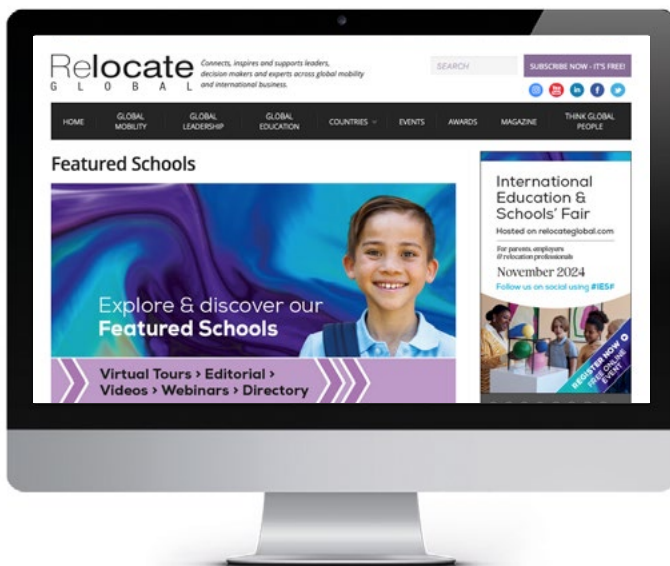 Relocate
GLOBAL
Connects, inspires and supports leaders,
decision makers and experts across global mobility
and international business.
SEARCH
SUBSCRIBE NOW - IT'S FREE!
HOME
GLOBAL
MOBILITY
GLOBAL
LEADERSHIP
GLOBAL
EDUCATION
COUNTRIES
EVENTS
AWARDS
MAGAZINE
THINK GLOBAL
PEOPLE
Featured Schools
Explore & discover our
Featured Schools
Virtual Tours > Editorial >
Videos > Webinars > Directory
International
Education &
Schools' Fair
Hosted on relocateglobal.com
For parents, employers
& relocation professionals
November 2024
Follow us on social using #IESF
REGISTER NOW
FREE ONLINE
EVENT